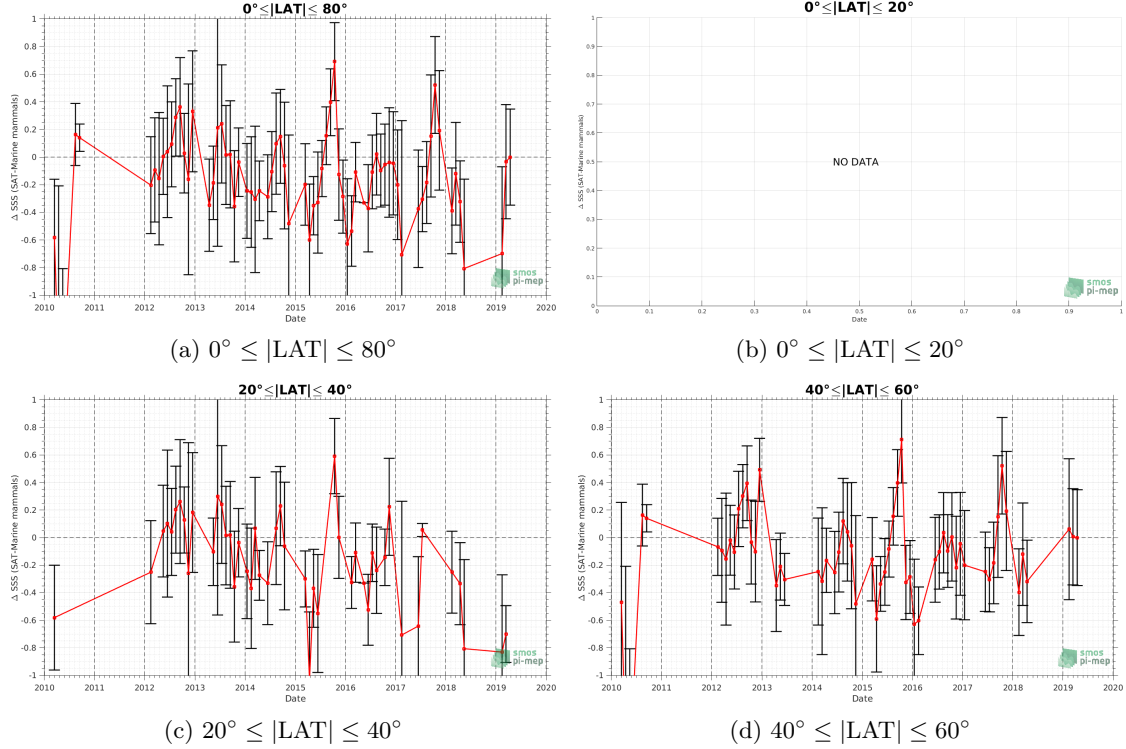 0°≤|LAT|≤ 80°
Δ SSS (SAT-Marine mammals)
1
0.8
0.6
0.4
0.2
0
-0.2
-0.4
-0.6
-0.8
-1
2010 2011 2012 2013 2014 2015 2016 2017 2018 2019 2020
Date
smos
pi-mep
(a) 0° ≤ |LAT| ≤ 80°
0°≤|LAT|≤ 20°
Δ SSS (SAT-Marine mammals)
1
0.9
0.8
0.7
0.6
0.5
0.4
0.3
0.2
0.1
0
NO DATA
0 0.1 0.2 0.3 0.4 0.5 0.6 0.7 0.8 0.9 1
Date
smos
pi-mep
(b) 0° ≤ |LAT| ≤ 20°
20°≤|LAT|≤ 40°
Δ SSS (SAT-Marine mammals)
1
0.8
0.6
0.4
0.2
0
-0.2
-0.4
-0.6
-0.8
-1
2010 2011 2012 2013 2014 2015 2016 2017 2018 2019 2020
Date
smos
pi-mep
(c) 20° ≤ |LAT| ≤ 40°
40°≤|LAT|≤ 60°
Δ SSS (SAT-Marine mammals)
1
0.8
0.6
0.4
0.2
0
-0.2
-0.4
-0.6
-0.8
-1
2010 2011 2012 2013 2014 2015 2016 2017 2018 2019 2020
Date
smos
pi-mep
(d) 40° ≤ |LAT| ≤ 60°